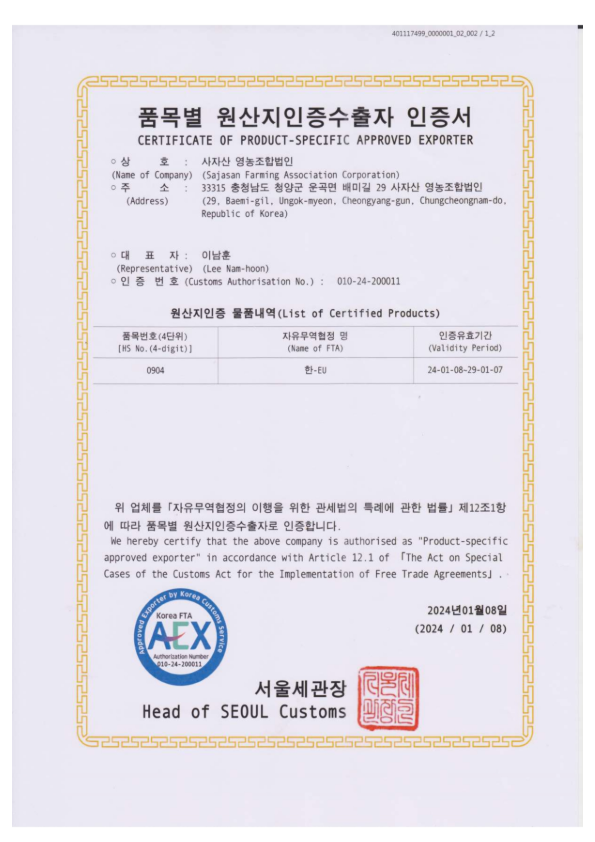 401117499_0000001_02_002 / 1_2
품목별 원산지인증수출자 인증서
CERTIFICATE OF PRODUCT-SPECIFIC APPROVED EXPORTER
○ 상 호 : 사자산 영농조합법인
(Name of Company) (Sajasan Farming Association Corporation)
○ 주 소 : 33315 충청남도 청양군 운곡면 배미길 29 사자산 영농조합법인
(Address) (29, Baemi-gil, Ungok-myeon, Cheongyang-gun, Chungcheongnam-do,
Republic of Korea)
○ 대 표 자 : 이남훈
(Representative) (Lee Nam-hoon)
○ 인 증 번 호 (Customs Authorisation No.) : 010-24-200011
원산지인증 물품내역(List of Certified Products)
품목번호(4단위) 자유무역협정 명 인증유효기간
[HS No.(4-digit)] (Name of FTA) (Validity Period)
0904 한-EU 24-01-08-29-01-07
위 업체를 「자유무역협정의 이행을 위한 관세법의 특례에 관한 법률」 제12조1항
에 따라 품목별 원산지인증수출자로 인증합니다.
We hereby certify that the above company is authorised as "Product-specific
approved exporter" in accordance with Article 12.1 of 「The Act on Special
Cases of the Customs Act for the Implementation of Free Trade Agreements」.
Approved Exporter by Korea Customs Service
Korea FTA
AEX
Authorization Number
010-24-200011
2024년01월08일
(2024 / 01 / 08)
서울세관장
Head of SEOUL Customs